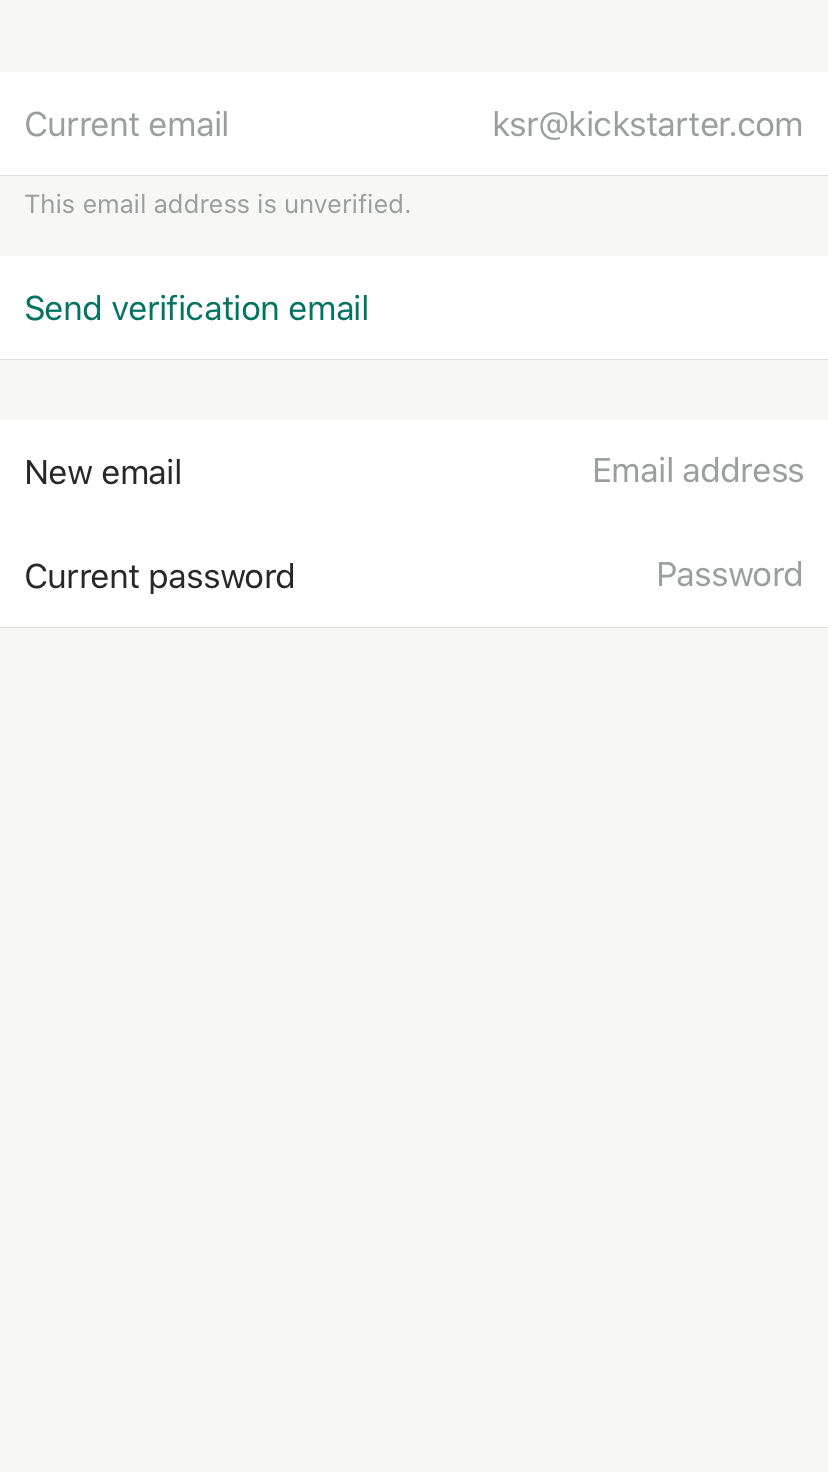 Current email ksr@kickstarter.com
This email address is unverified.
Send verification email
New email Email address
Current password Password